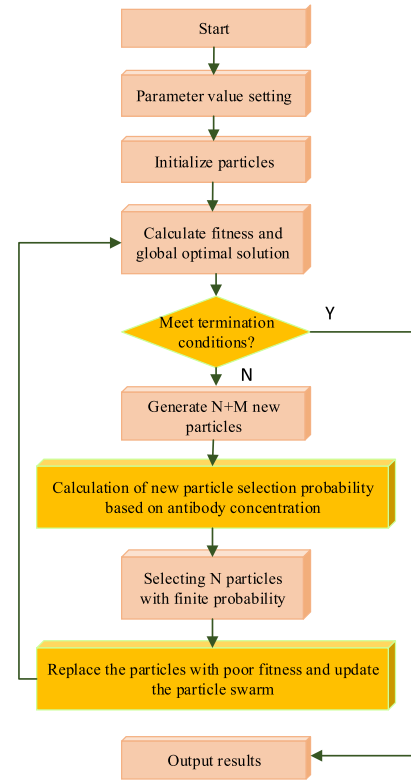 Start
Parameter value setting
Initialize particles
Calculate fitness and
global optimal solution
Meet termination
conditions?
Y
N
Generate N+M new
particles
Calculation of new particle selection probability
based on antibody concentration
Selecting N particles
with finite probability
Replace the particles with poor fitness and update
the particle swarm
Output results